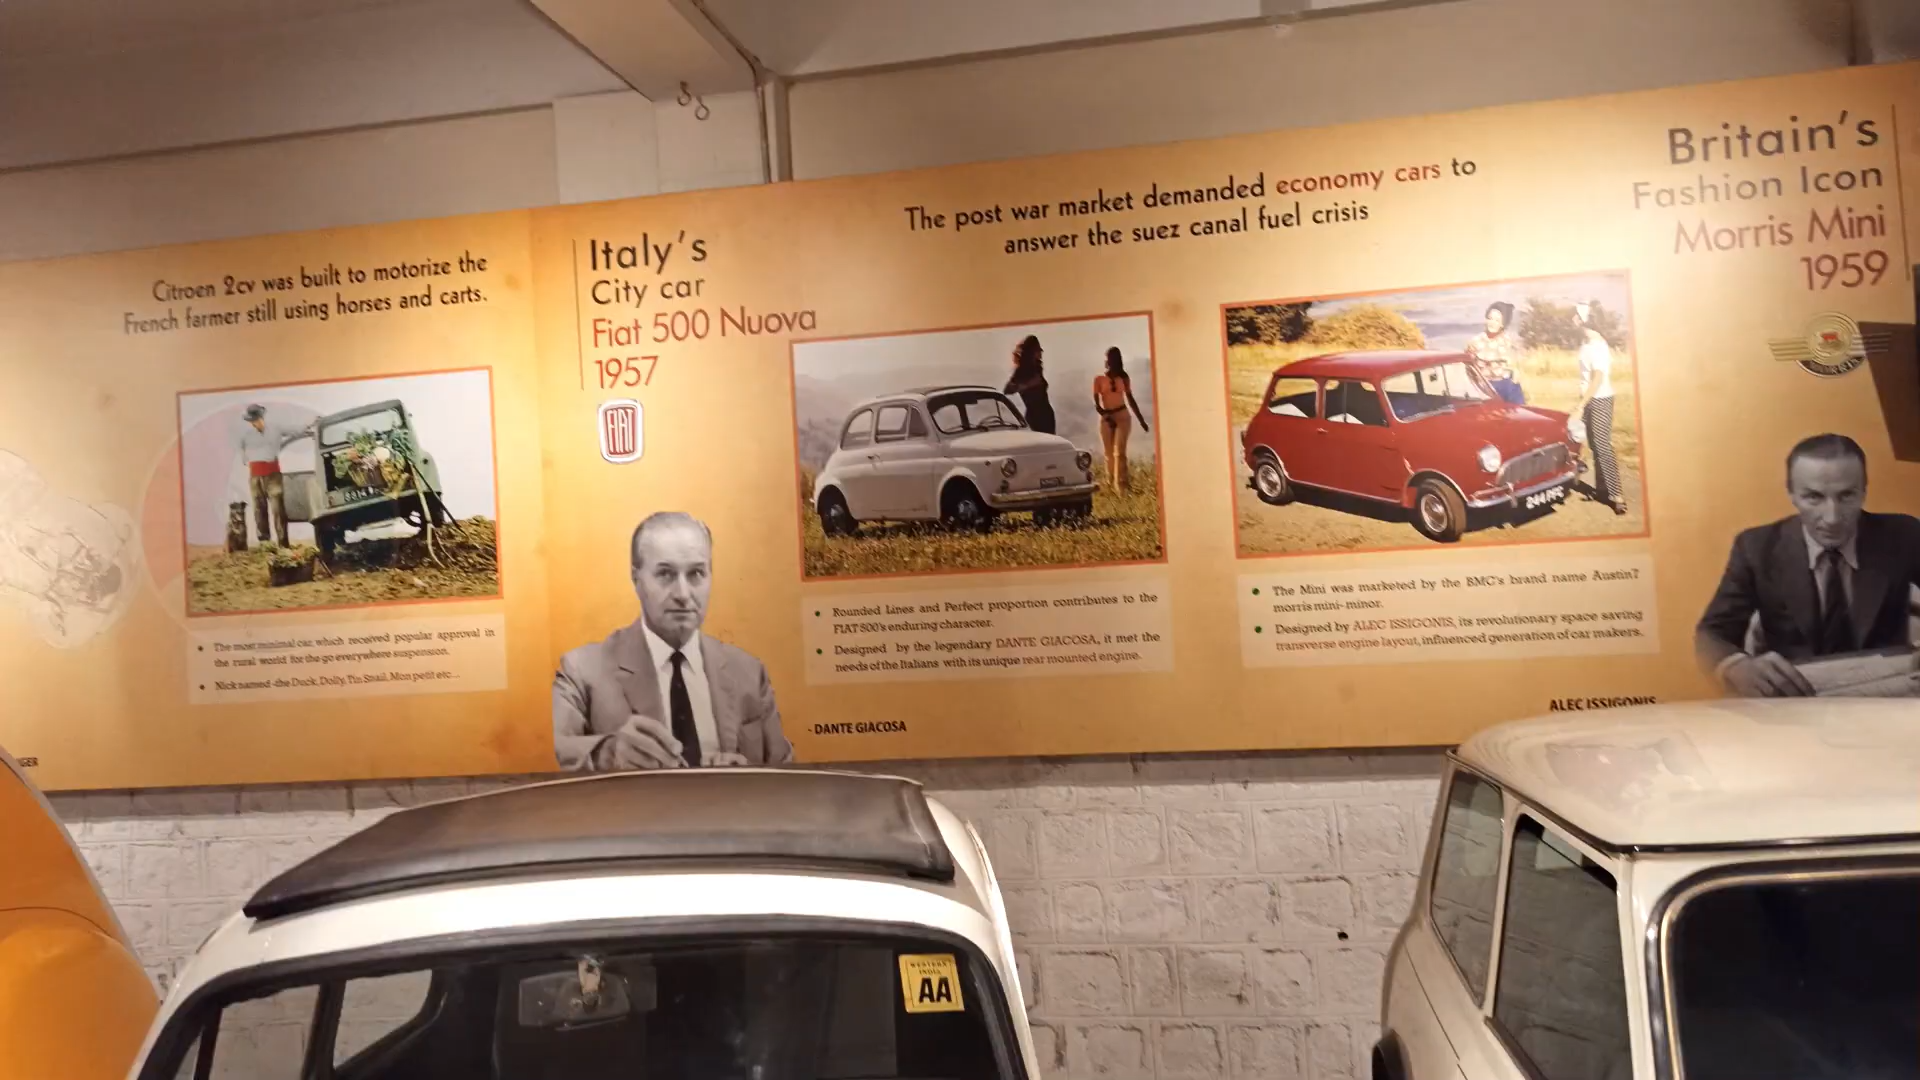 Citroen 2cv was built to motorize the
French farmer still using horses and carts.
The most minimal car which received popular approval in
the rural world for the go everywhere suspension.
Nick named -the Duck, Dolly, Tin Snail, Mon petit etc...
GER
Italy's
City car
Fiat 500 Nuova
1957
FIAT
The post war market demanded economy cars to
answer the suez canal fuel crisis
Rounded Lines and Perfect proportion contributes to the
FIAT 500's enduring character.
Designed by the legendary DANTE GIACOSA, it met the
needs of the Italians with its unique rear mounted engine.
- DANTE GIACOSA
Britain's
Fashion Icon
Morris Mini
1959
MORRIS
244 PFC
The Mini was marketed by the BMC's brand name Austin7
morris mini-minor.
Designed by ALEC ISSIGONIS, its revolutionary space saving
transverse engine layout, influenced generation of car makers.
ALEC ISSIGONIS
WESTERN
INDIA
AA